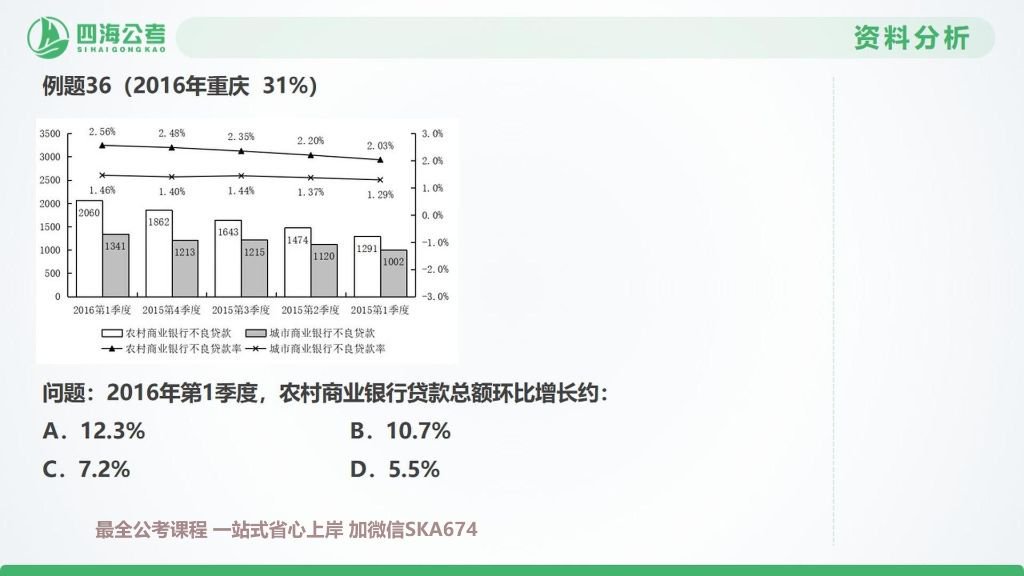 四海公考
SIHAIGONGKAO
资料分析
例题36（2016年重庆 31%）
3500
3000
2500
2000
1500
1000
500
0
3.0%
2.0%
1.0%
0.0%
-1.0%
-2.0%
-3.0%
2.56% 2.48% 2.35% 2.20% 2.03%
1.46% 1.40% 1.44% 1.37% 1.29%
2060 1341 1862 1213 1643 1215 1474 1120 1291 1002
2016第1季度 2015第4季度 2015第3季度 2015第2季度 2015第1季度
农村商业银行不良贷款 城市商业银行不良贷款
农村商业银行不良贷款率 城市商业银行不良贷款率
问题：2016年第1季度，农村商业银行贷款总额环比增长约：
A．12.3% B．10.7%
C．7.2% D．5.5%
最全公考课程 一站式省心上岸 加微信SKA674